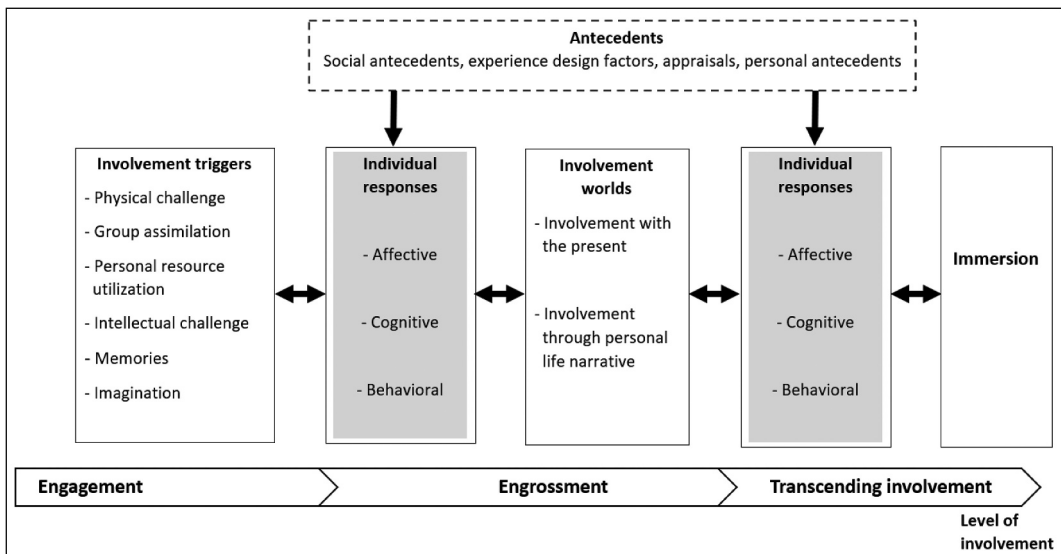 Antecedents
Social antecedents, experience design factors, appraisals, personal antecedents
Involvement triggers
- Physical challenge
- Group assimilation
- Personal resource
utilization
- Intellectual challenge
- Memories
- Imagination
Individual
responses
- Affective
- Cognitive
- Behavioral
Involvement
worlds
- Involvement with
the present
- Involvement
through personal
life narrative
Individual
responses
- Affective
- Cognitive
- Behavioral
Immersion
Engagement
Engrossment
Transcending involvement
Level of
involvement